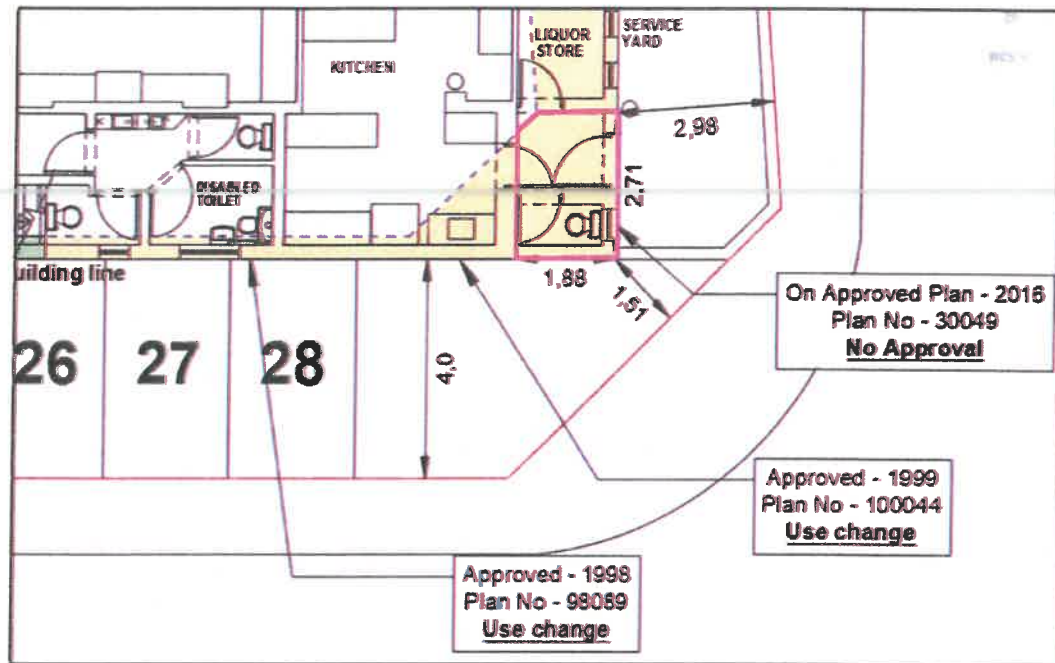 LIQUOR
STORE
SERVICE
YARD
KITCHEN
2,98
DISABLED
TOILET
2,71
uilding line
1,88
1,51
On Approved Plan - 2016
Plan No - 30049
No Approval
26
27
28
4,0
Approved - 1999
Plan No - 100044
Use change
Approved - 1998
Plan No - 98089
Use change